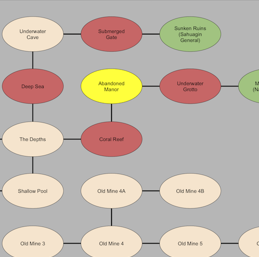 Underwater
Cave
Submerged
Gate
Sunken Ruins
(Sahuagin
General)
Deep Sea
Abandoned
Manor
Underwater
Grotto
The Depths
Coral Reef
Shallow Pool
Old Mine 4A
Old Mine 4B
Old Mine 3
Old Mine 4
Old Mine 5